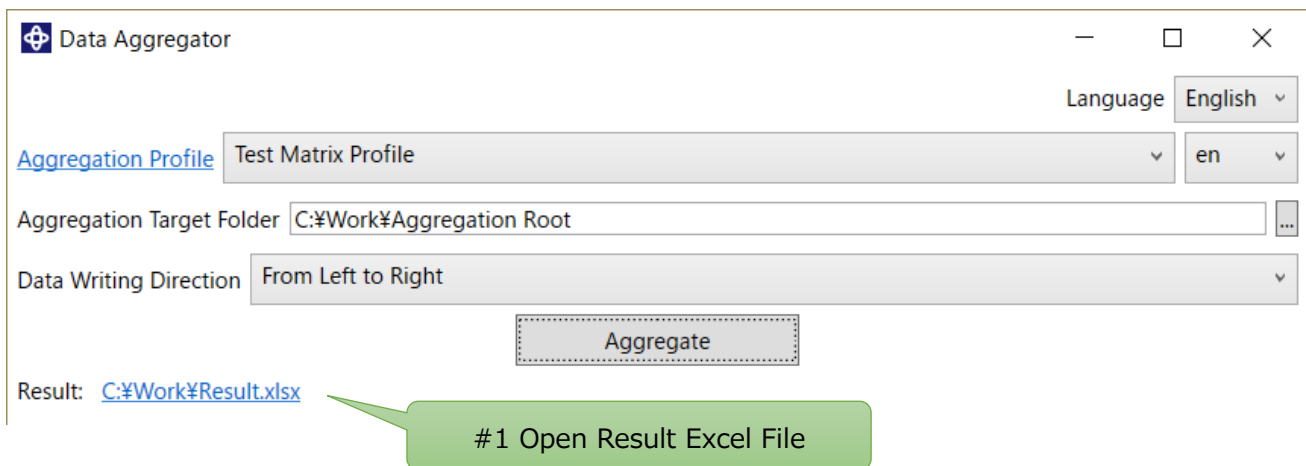 Data Aggregator
Language English
Aggregation Profile Test Matrix Profile en
Aggregation Target Folder C:¥Work¥Aggregation Root ...
Data Writing Direction From Left to Right
Aggregate
Result: C:¥Work¥Result.xlsx
#1 Open Result Excel File